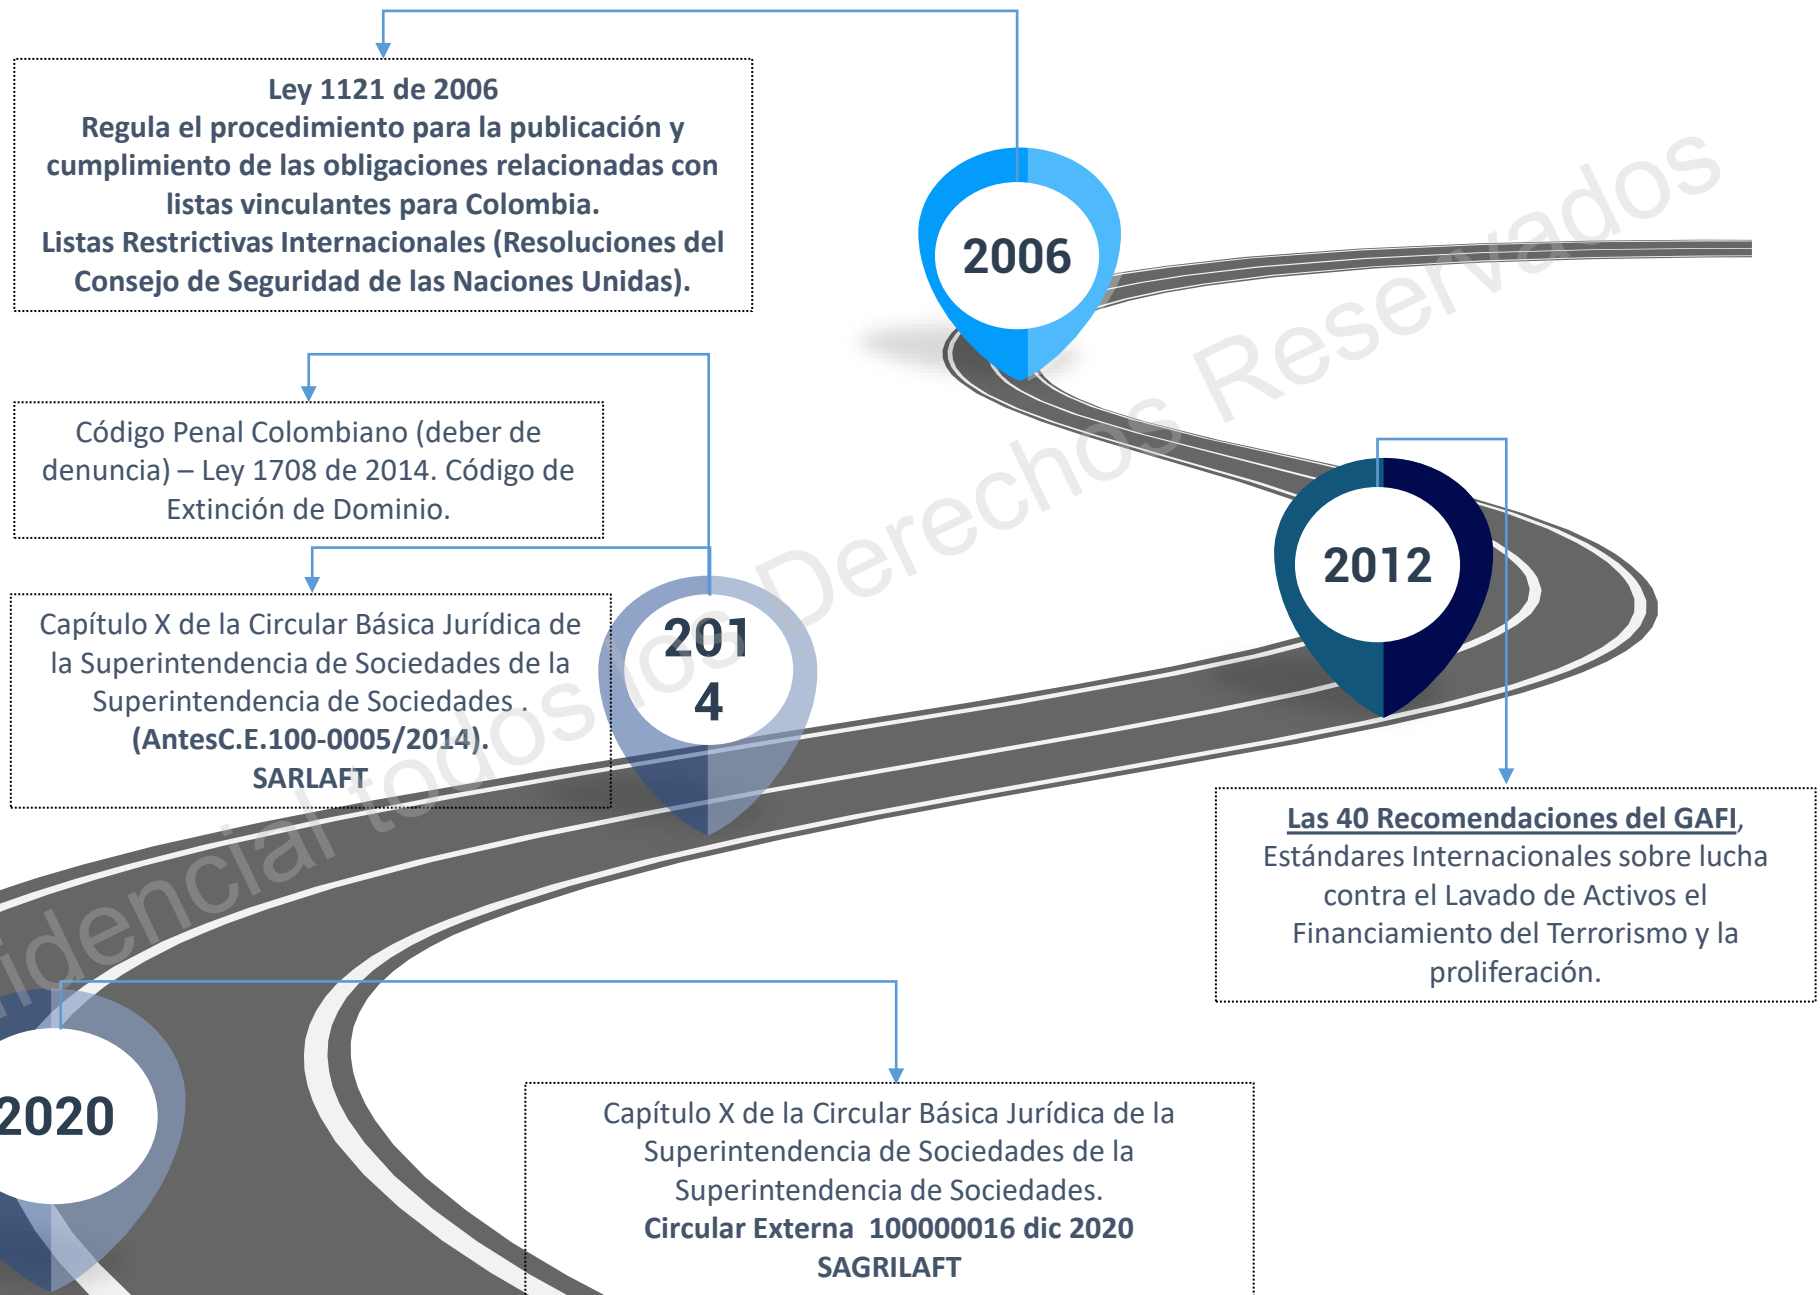 Ley 1121 de 2006
Regula el procedimiento para la publicación y
cumplimiento de las obligaciones relacionadas con
listas vinculantes para Colombia.
Listas Restrictivas Internacionales (Resoluciones del
Consejo de Seguridad de las Naciones Unidas).
2006
Código Penal Colombiano (deber de
denuncia) – Ley 1708 de 2014. Código de
Extinción de Dominio.
2012
Capítulo X de la Circular Básica Jurídica de
la Superintendencia de Sociedades de la
Superintendencia de Sociedades .
(AntesC.E.100-0005/2014).
SARLAFT
201
4
Las 40 Recomendaciones del GAFI,
Estándares Internacionales sobre lucha
contra el Lavado de Activos el
Financiamiento del Terrorismo y la
proliferación.
2020
Capítulo X de la Circular Básica Jurídica de la
Superintendencia de Sociedades de la
Superintendencia de Sociedades.
Circular Externa  100000016 dic 2020
SAGRILAFT
idencial todos los Derechos Reservados